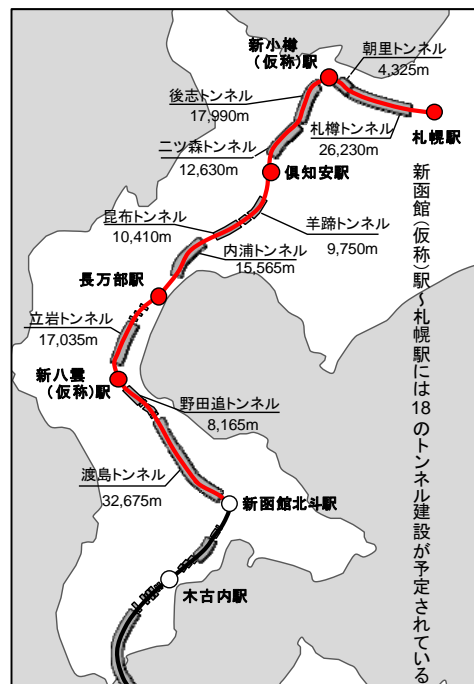 新小樽
（仮称）駅
朝里トンネル
4,325m
後志トンネル
17,990m
札幌駅
札樽トンネル
26,230m
二ツ森トンネル
12,630m
倶知安駅
昆布トンネル
10,410m
羊蹄トンネル
9,750m
内浦トンネル
15,565m
長万部駅
立岩トンネル
17,035m
新八雲
（仮称）駅
野田追トンネル
8,165m
渡島トンネル
32,675m
新函館北斗駅
木古内駅
新函館（仮称）駅～札幌駅には18のトンネル建設が予定されている